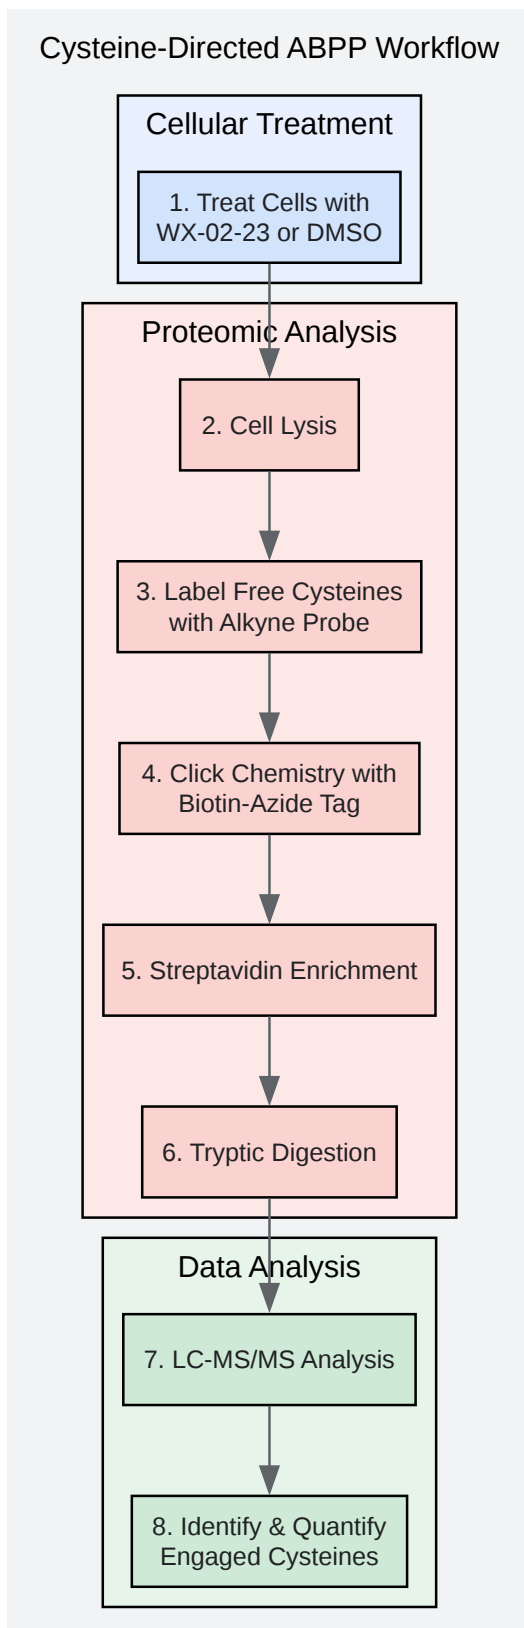 Cysteine-Directed ABPP Workflow
Cellular Treatment
1. Treat Cells with
WX-02-23 or DMSO
Proteomic Analysis
2. Cell Lysis
3. Label Free Cysteines
with Alkyne Probe
4. Click Chemistry with
Biotin-Azide Tag
5. Streptavidin Enrichment
6. Tryptic Digestion
Data Analysis
7. LC-MS/MS Analysis
8. Identify & Quantify
Engaged Cysteines